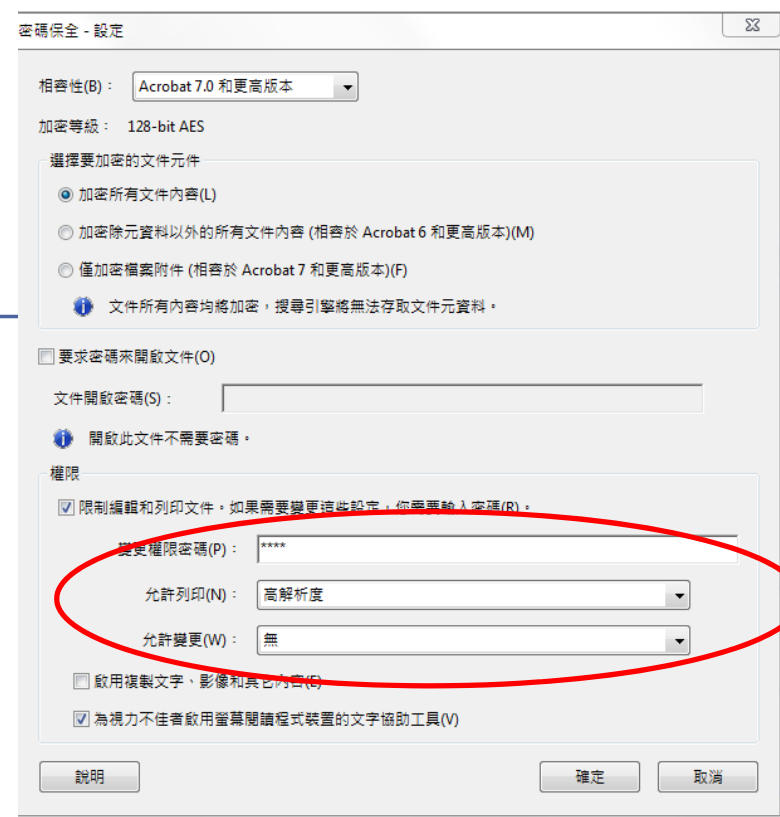 密碼保全 - 設定
相容性(B)： Acrobat 7.0 和更高版本
加密等級： 128-bit AES
選擇要加密的文件元件
加密所有文件內容(L)
加密除元資料以外的所有文件內容 (相容於 Acrobat 6 和更高版本)(M)
僅加密檔案附件 (相容於 Acrobat 7 和更高版本)(F)
文件所有內容均將加密，搜尋引擎將無法存取文件元資料。
要求密碼來開啟文件(O)
文件開啟密碼(S)：
開啟此文件不需要密碼。
權限
限制編輯和列印文件。如果需要變更這些設定，您需要輸入密碼(R)。
變更權限密碼(P)： ****
允許列印(N)： 高解析度
允許變更(W)： 無
啟用複製文字、影像和其它內容(E)
為視力不佳者啟用螢幕閱讀程式裝置的文字協助工具(V)
說明 確定 取消